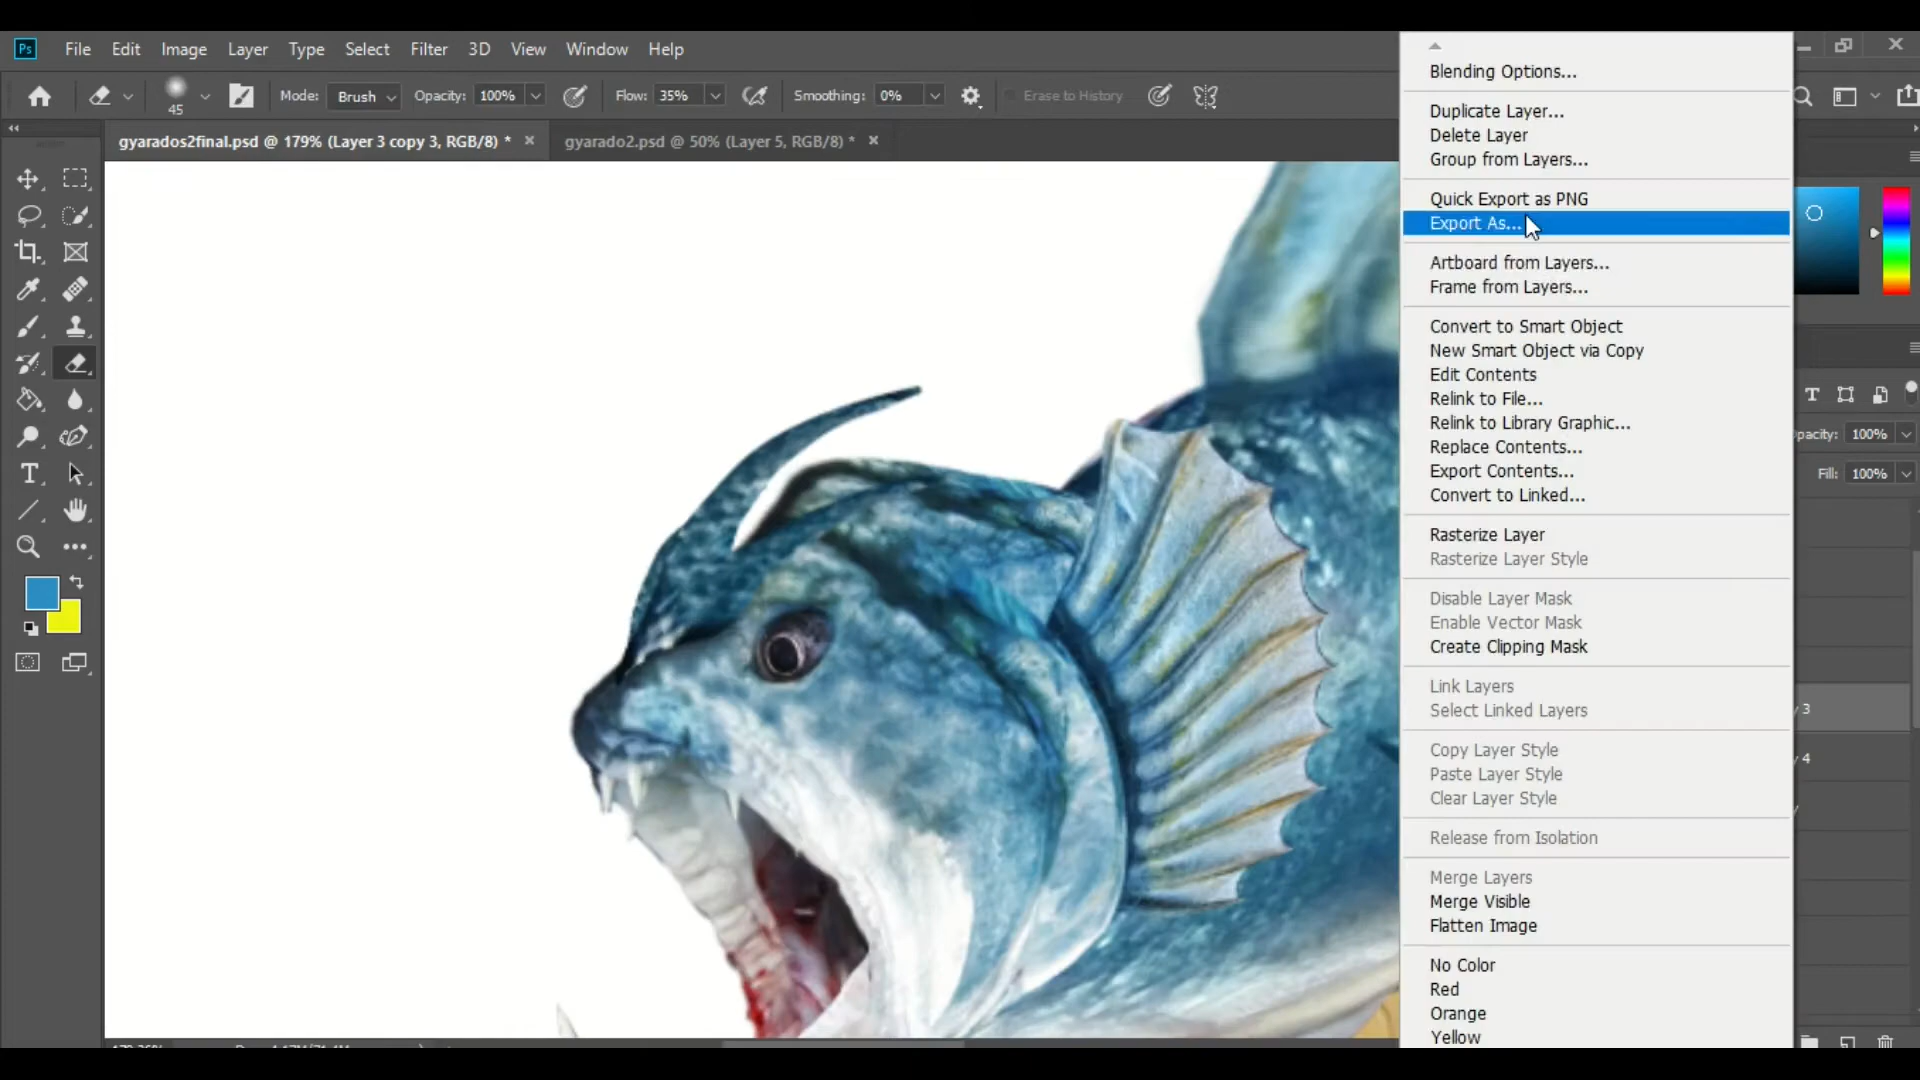 Ps File Edit Image Layer Type Select Filter 3D View Window Help
45 Mode: Brush Opacity: 100% Flow: 35% Smoothing: 0% Erase to History
gyarados2final.psd @ 179% (Layer 3 copy 3, RGB/8) * gyarado2.psd @ 50% (Layer 5, RGB/8) *
Blending Options...
Duplicate Layer...
Delete Layer
Group from Layers...
Quick Export as PNG
Export As...
Artboard from Layers...
Frame from Layers...
Convert to Smart Object
New Smart Object via Copy
Edit Contents
Relink to File...
Relink to Library Graphic...
Replace Contents...
Export Contents...
Convert to Linked...
Rasterize Layer
Rasterize Layer Style
Disable Layer Mask
Enable Vector Mask
Create Clipping Mask
Link Layers
Select Linked Layers
Copy Layer Style
Paste Layer Style
Clear Layer Style
Release from Isolation
Merge Layers
Merge Visible
Flatten Image
No Color
Red
Orange
Yellow
pacity: 100%
Fill: 100%
y 3
y 4
y